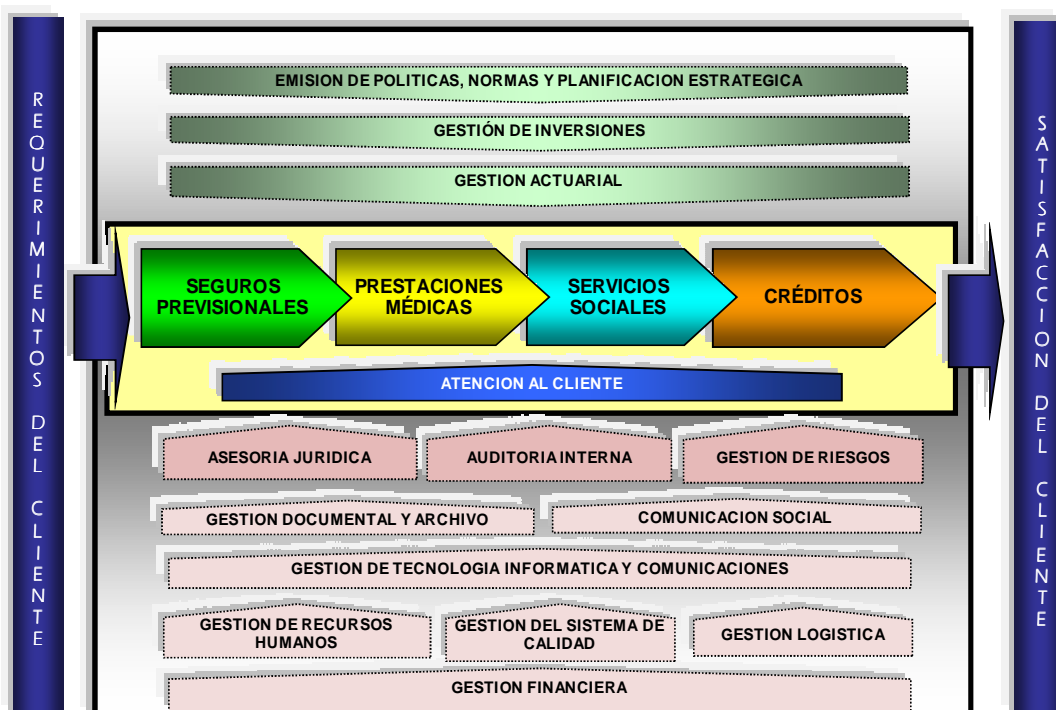 REQUERIMIENTOS DEL CLIENTE
EMISION DE POLITICAS, NORMAS Y PLANIFICACION ESTRATEGICA
GESTIÓN DE INVERSIONES
GESTION ACTUARIAL
SEGUROS
PREVISIONALES
PRESTACIONES
MÉDICAS
SERVICIOS
SOCIALES
CRÉDITOS
ATENCION AL CLIENTE
ASESORIA JURIDICA
AUDITORIA INTERNA
GESTION DE RIESGOS
GESTION DOCUMENTAL Y ARCHIVO
COMUNICACION SOCIAL
GESTION DE TECNOLOGIA INFORMATICA Y COMUNICACIONES
GESTION DE RECURSOS
HUMANOS
GESTION DEL SISTEMA DE
CALIDAD
GESTION LOGISTICA
GESTION FINANCIERA
SATISFACCION DEL CLIENTE